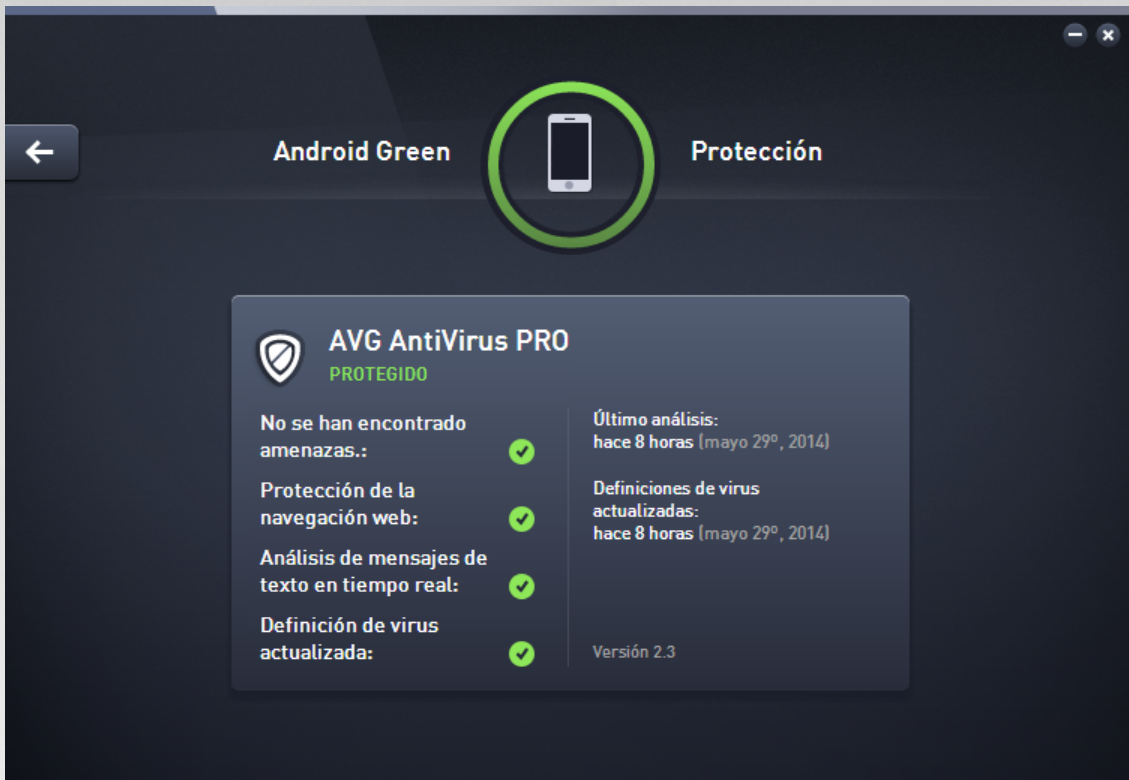 Android Green
Protección
AVG AntiVirus PRO
PROTEGIDO
No se han encontrado
amenazas.:
Protección de la
navegación web:
Análisis de mensajes de
texto en tiempo real:
Definición de virus
actualizada:
Último análisis:
hace 8 horas (mayo 29º, 2014)
Definiciones de virus
actualizadas:
hace 8 horas (mayo 29º, 2014)
Versión 2.3